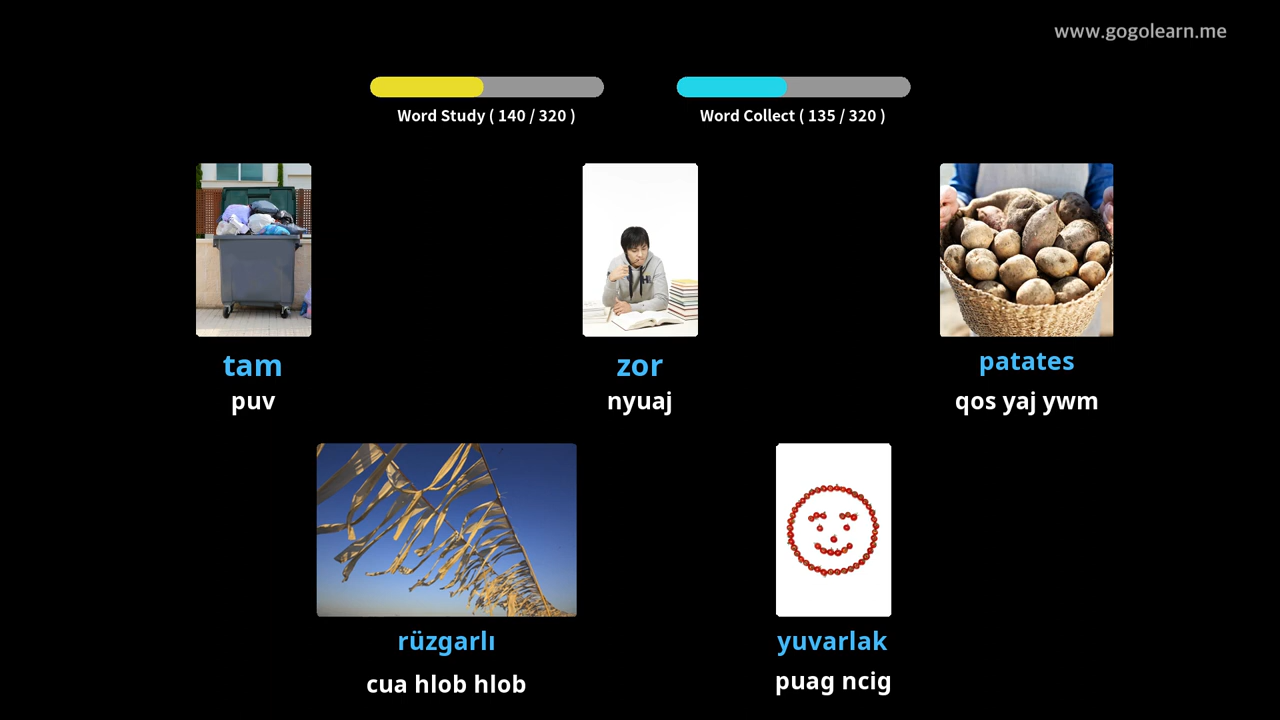 www.gogolearn.me
Word Study ( 140 / 320 )
Word Collect ( 135 / 320 )
tam
puv
zor
nyuaj
patates
qos yaj ywm
rüzgarlı
cua hlob hlob
yuvarlak
puag ncig